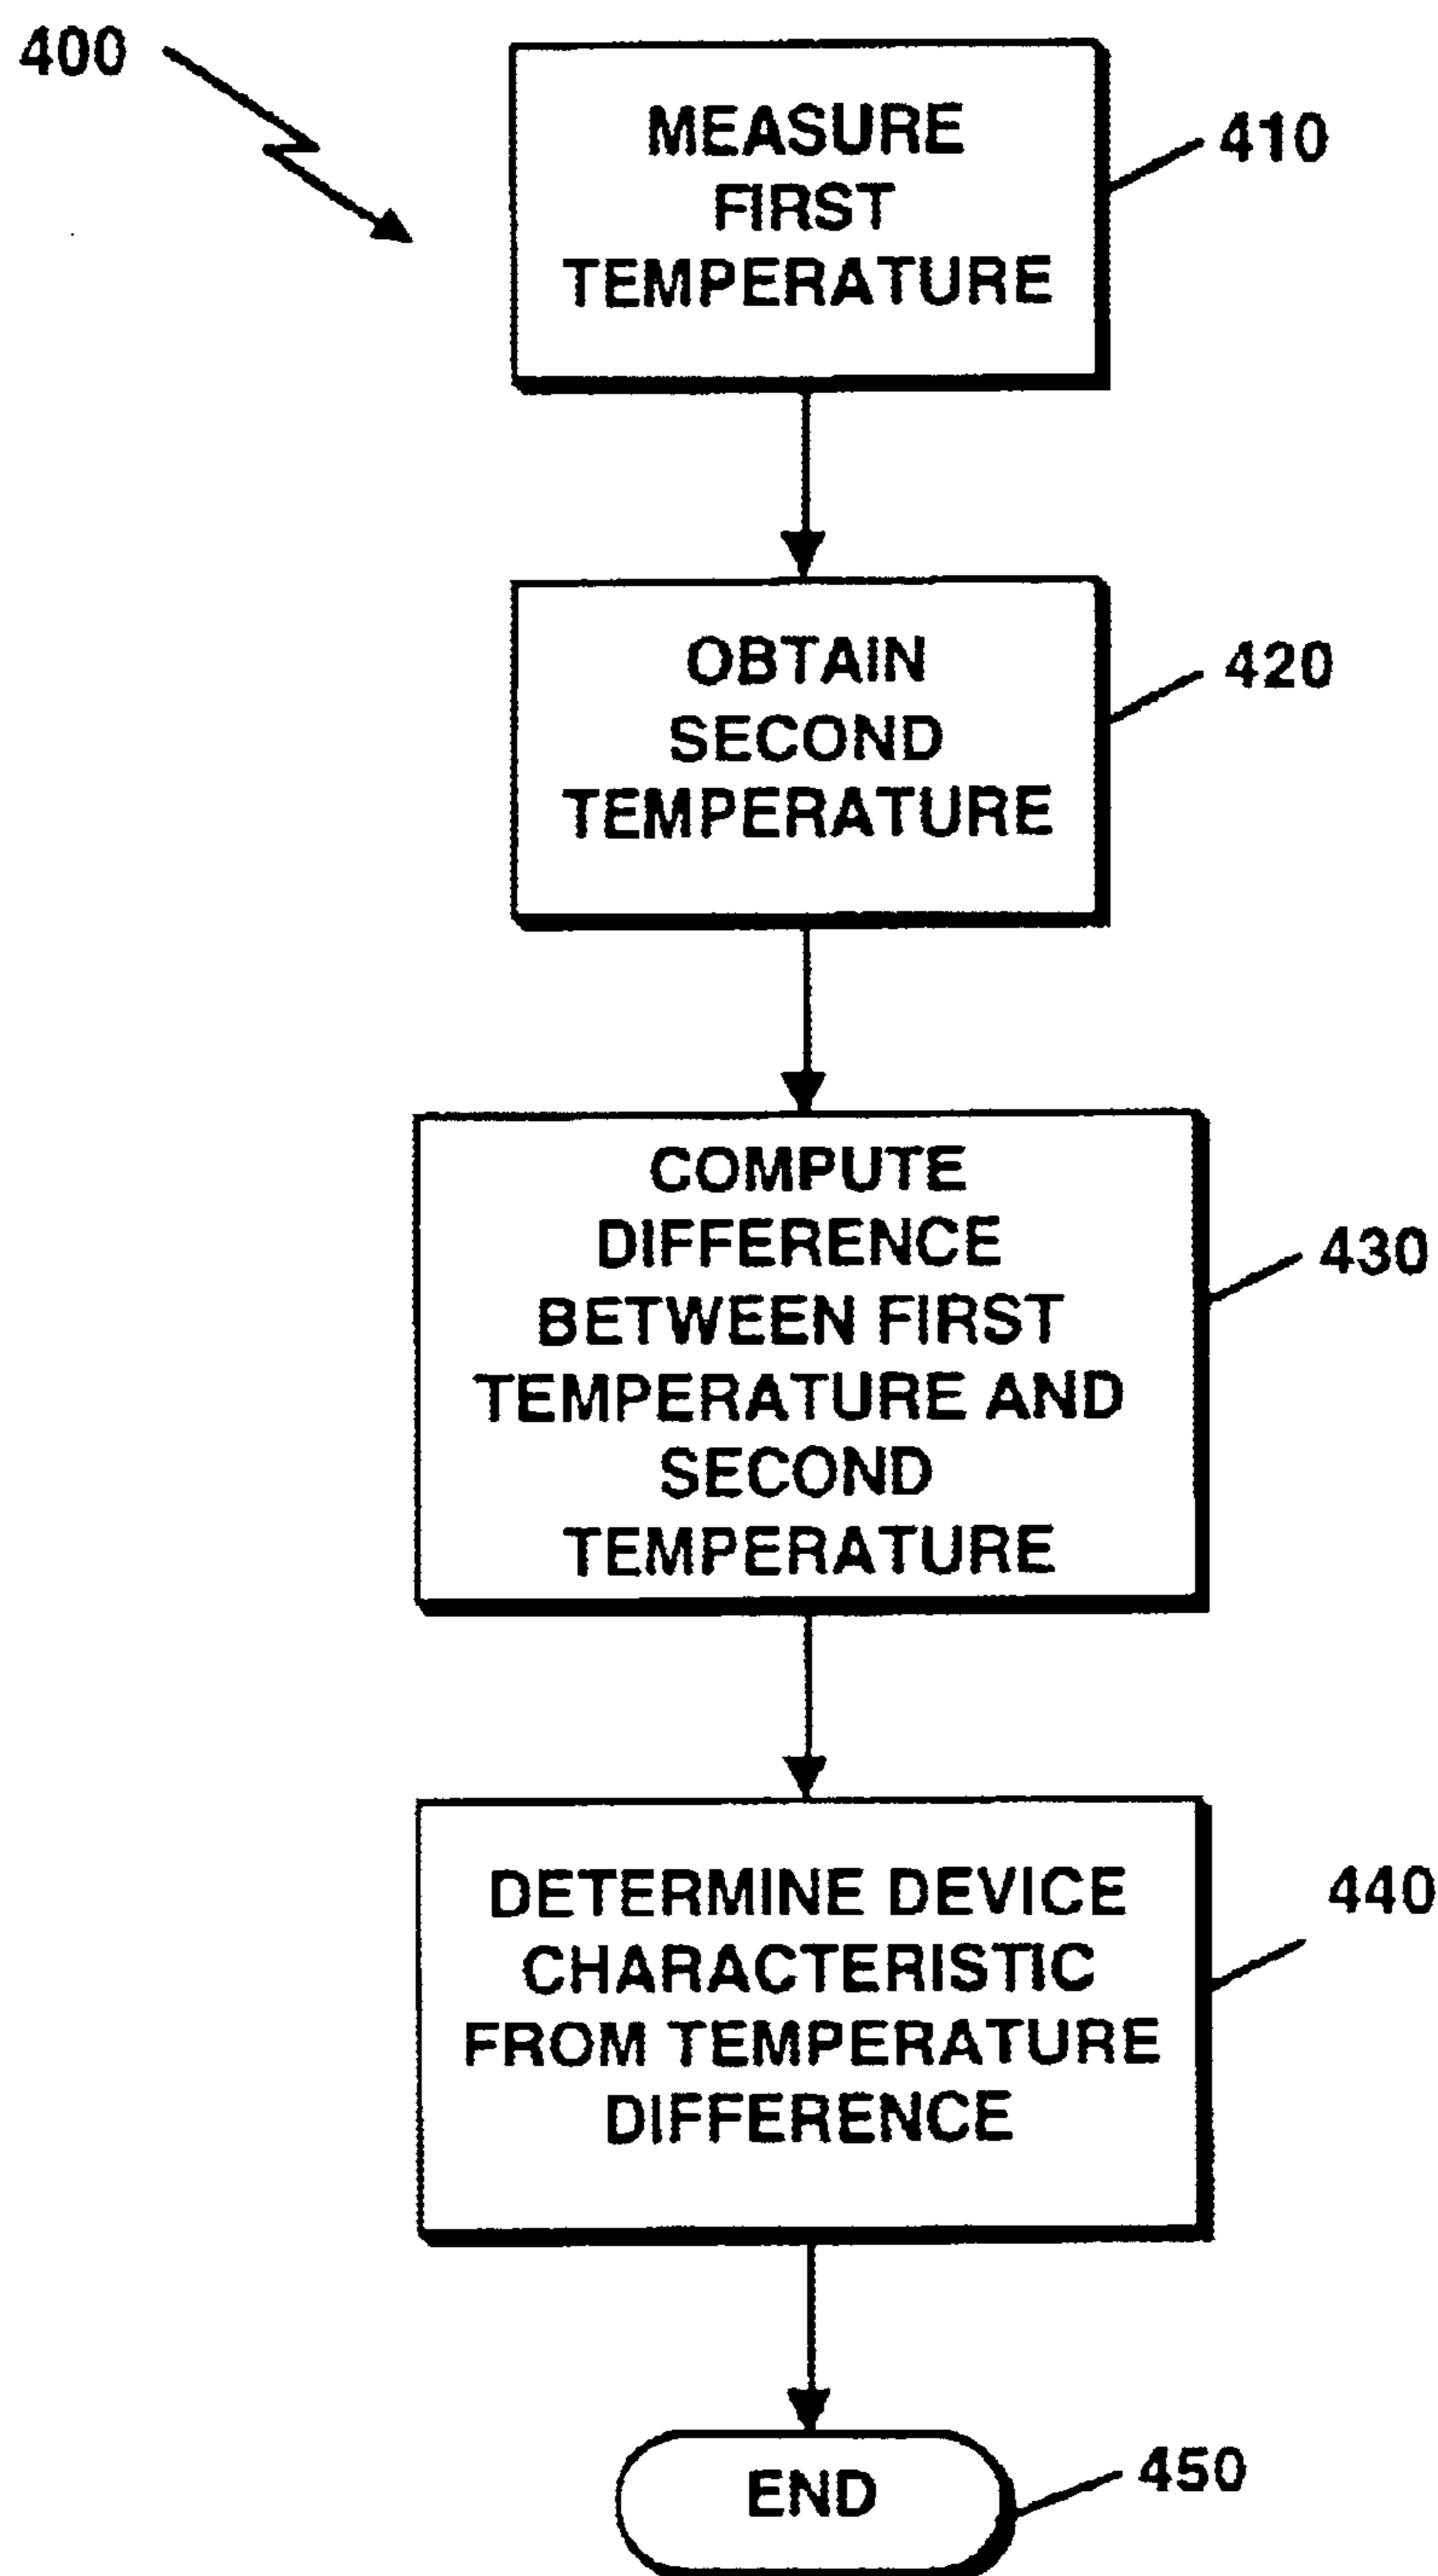 400
MEASURE
FIRST
TEMPERATURE
410
OBTAIN
SECOND
TEMPERATURE
420
COMPUTE
DIFFERENCE
BETWEEN FIRST
TEMPERATURE AND
SECOND
TEMPERATURE
430
DETERMINE DEVICE
CHARACTERISTIC
FROM TEMPERATURE
DIFFERENCE
440
END
450